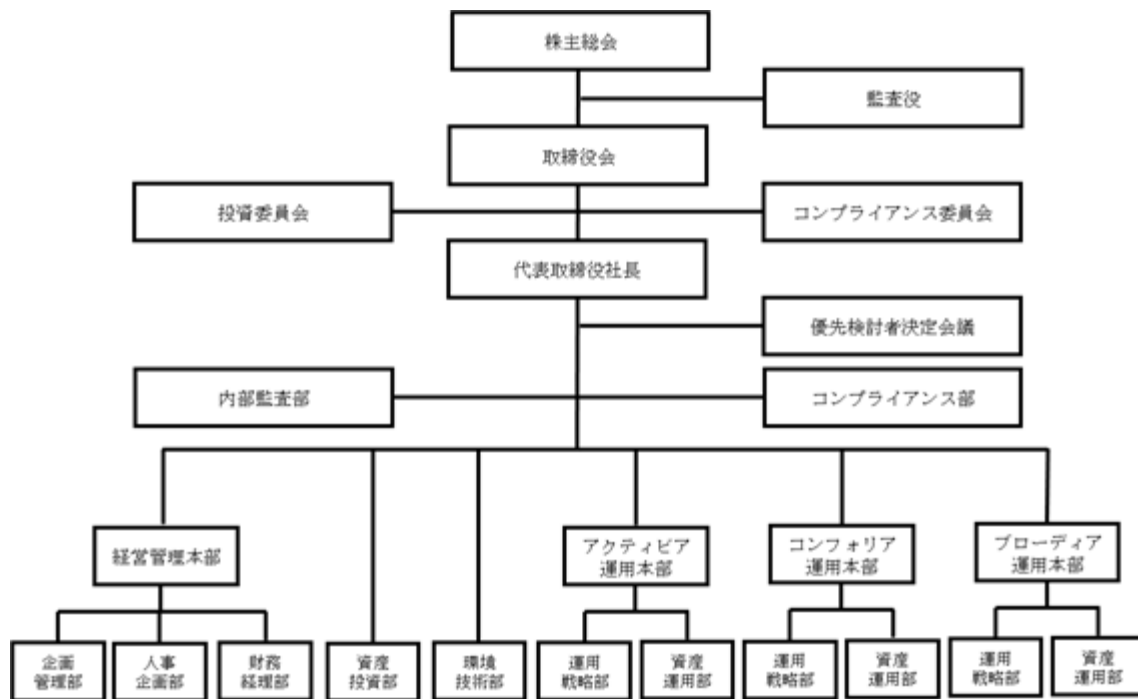 株主総会
監査役
取締役会
投資委員会
コンプライアンス委員会
代表取締役社長
優先検討者決定会議
内部監査部
コンプライアンス部
経営管理本部
アクティビア
運用本部
コンフォリア
運用本部
ブローディア
運用本部
企画
管理部
人事
企画部
財務
経理部
資産
投資部
環境
技術部
運用
戦略部
資産
運用部
運用
戦略部
資産
運用部
運用
戦略部
資産
運用部